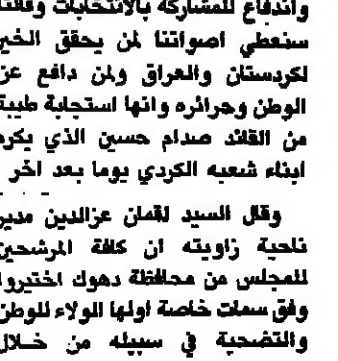 واندفاع للمشاركة بالانتخابات وقالتا
سنعطي اصواتنا لمن يحقق الخير
لكردستان والعراق ولمن دافع عن
الوطن وحرائره وانها استجابة طيبة
من القائد صدام حسين الذي يكرم
ابناء شعبه الكردي يوما بعد اخر
وقال السيد لقمان عزالدين مدير
ناحية زاويته ان كافة المرشحين
للمجلس من محافظة دهوك اختيروا
وفق سمات خاصة اولها الولاء للوطن
والتضحية في سبيله من خلال